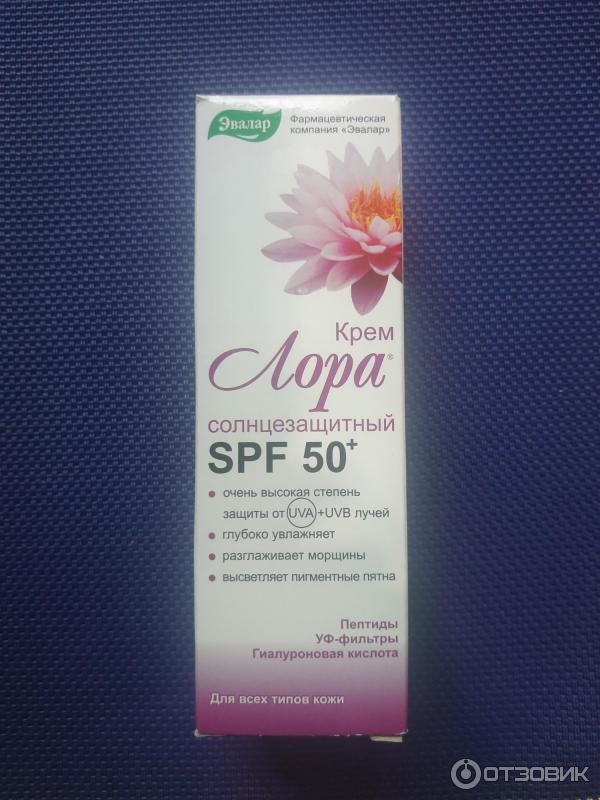 Эвалар
Фармацевтическая
компания «Эвалар»
Крем
Лора®
солнцезащитный
SPF 50+
• очень высокая степень
защиты от UVA+UVB лучей
• глубоко увлажняет
• разглаживает морщины
• высветляет пигментные пятна
Пептиды
УФ-фильтры
Гиалуроновая кислота
Для всех типов кожи
ОТЗОВИК